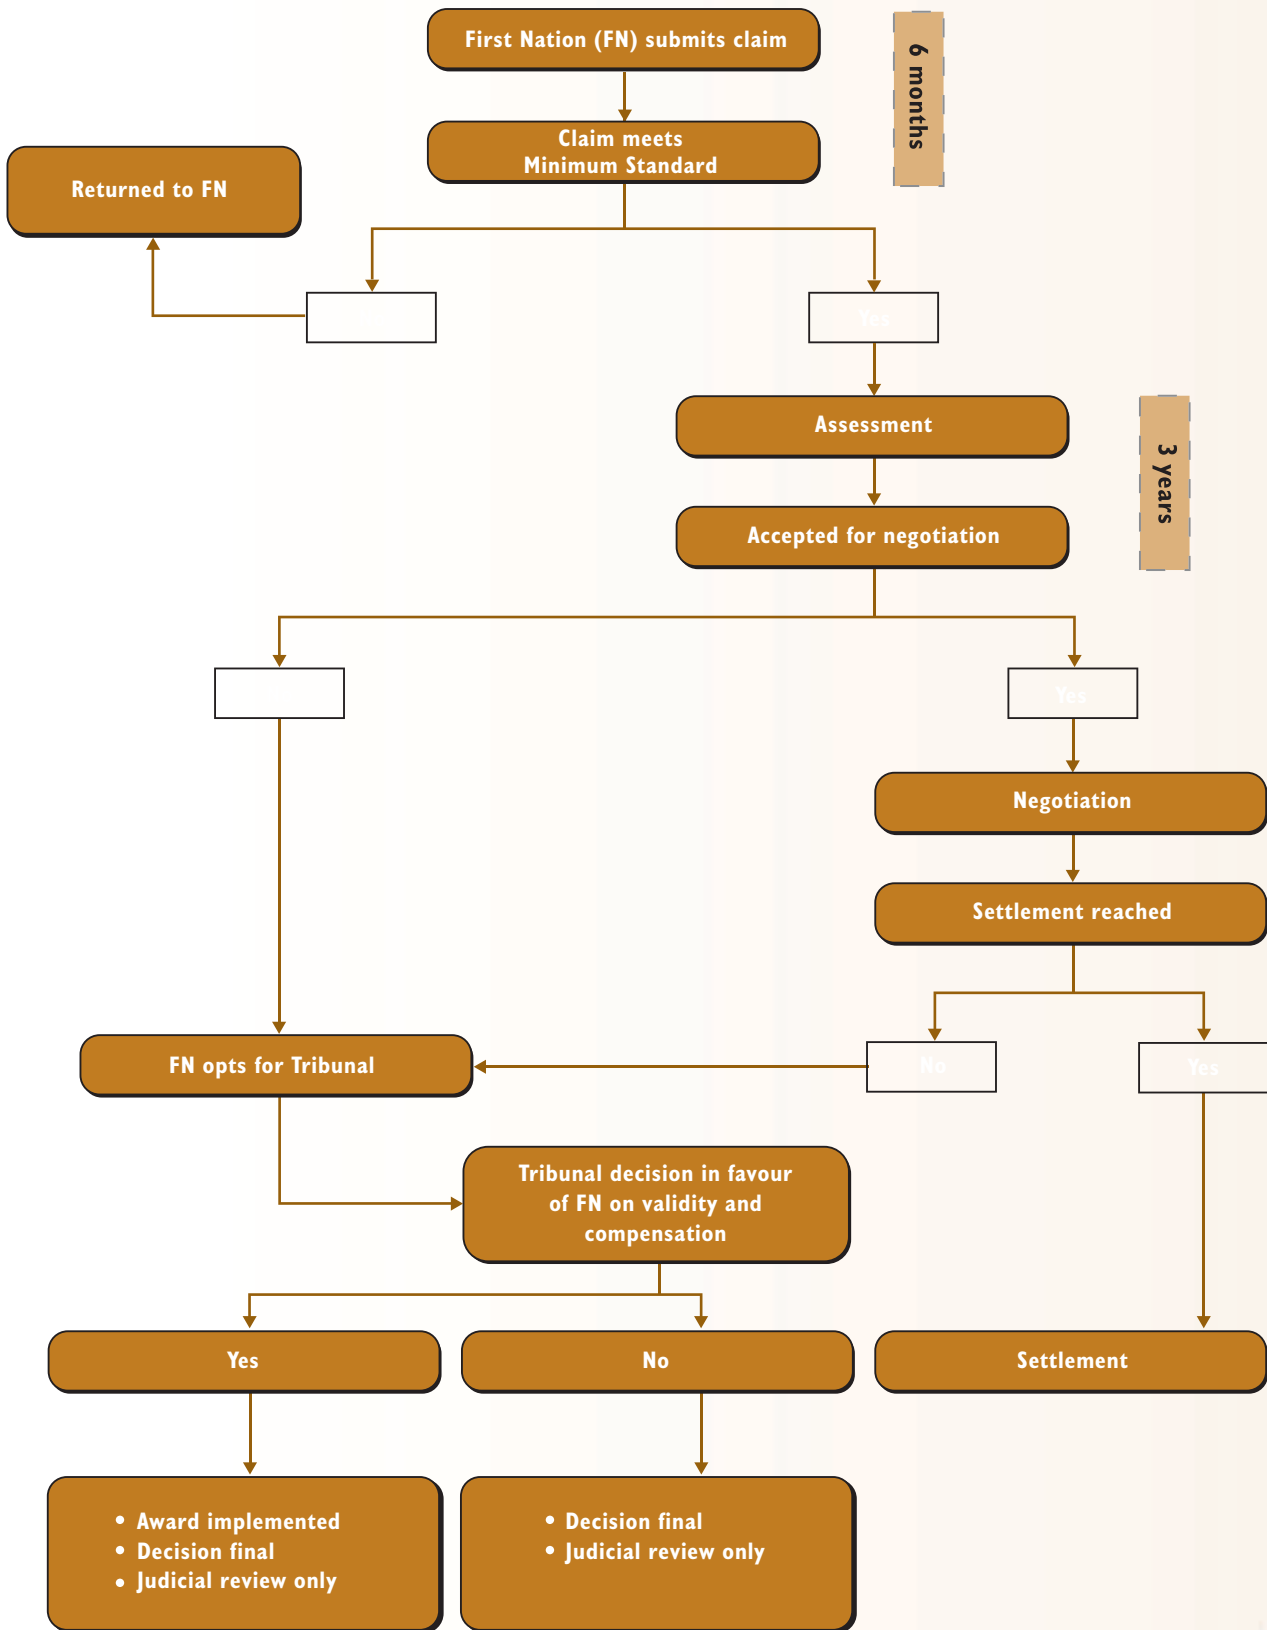 First Nation (FN) submits claim
6 months
Claim meets
Minimum Standard
Returned to FN
Yes
Assessment
3 years
Accepted for negotiation
Yes
Negotiation
Settlement reached
FN opts for Tribunal
No
Yes
Tribunal decision in favour
of FN on validity and
compensation
Yes
No
Settlement
• Award implemented
• Decision final
• Judicial review only
• Decision final
• Judicial review only